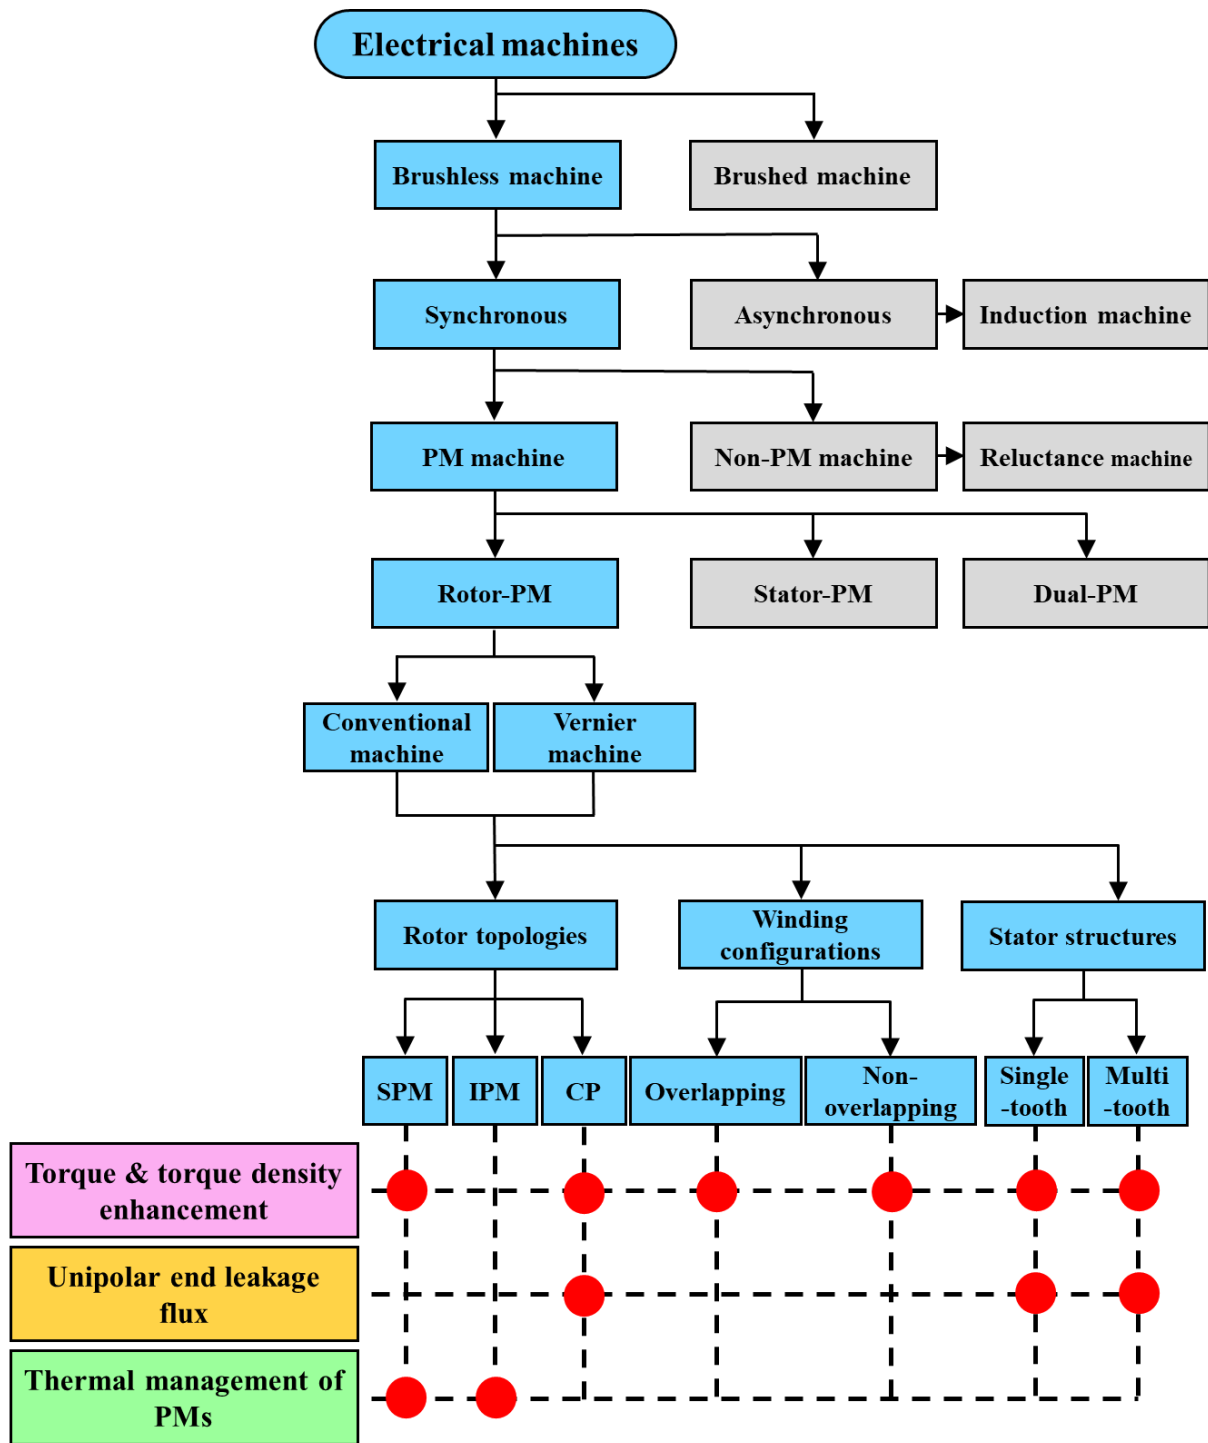 Electrical machines
Brushless machine
Brushed machine
Synchronous
Asynchronous
Induction machine
PM machine
Non-PM machine
Reluctance machine
Rotor-PM
Stator-PM
Dual-PM
Conventional
machine
Vernier
machine
Rotor topologies
Winding
configurations
Stator structures
SPM
IPM
CP
Overlapping
Non-
overlapping
Single
-tooth
Multi
-tooth
Torque & torque density
enhancement
Unipolar end leakage
flux
Thermal management of
PMs